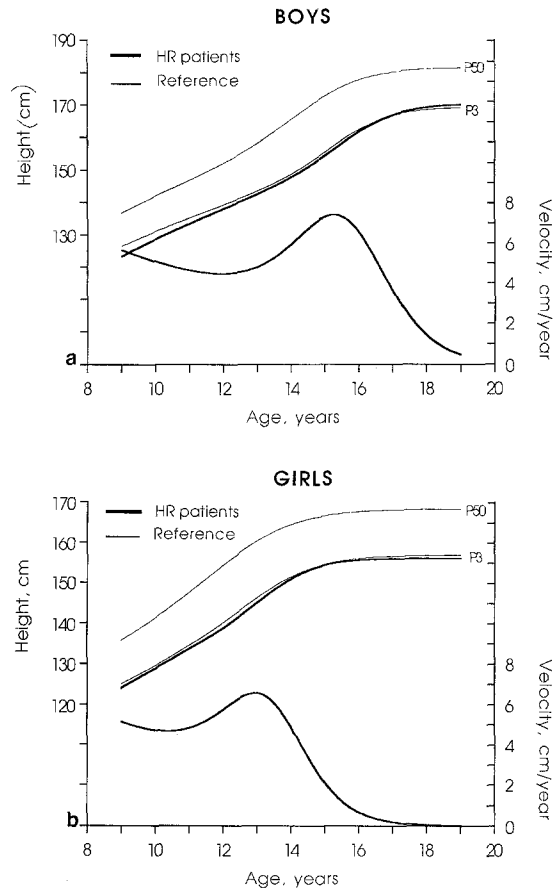 BOYS
190
HR patients
Reference
P50
170
P3
Height(cm)
150
8
130
6
4
2
0
Velocity, cm/year
a
8 10 12 14 16 18 20
Age, years
GIRLS
170
HR patients
Reference
P50
160
P3
150
Height, cm
140
130
8
120
6
4
2
0
Velocity, cm/year
b
8 10 12 14 16 18 20
Age, years